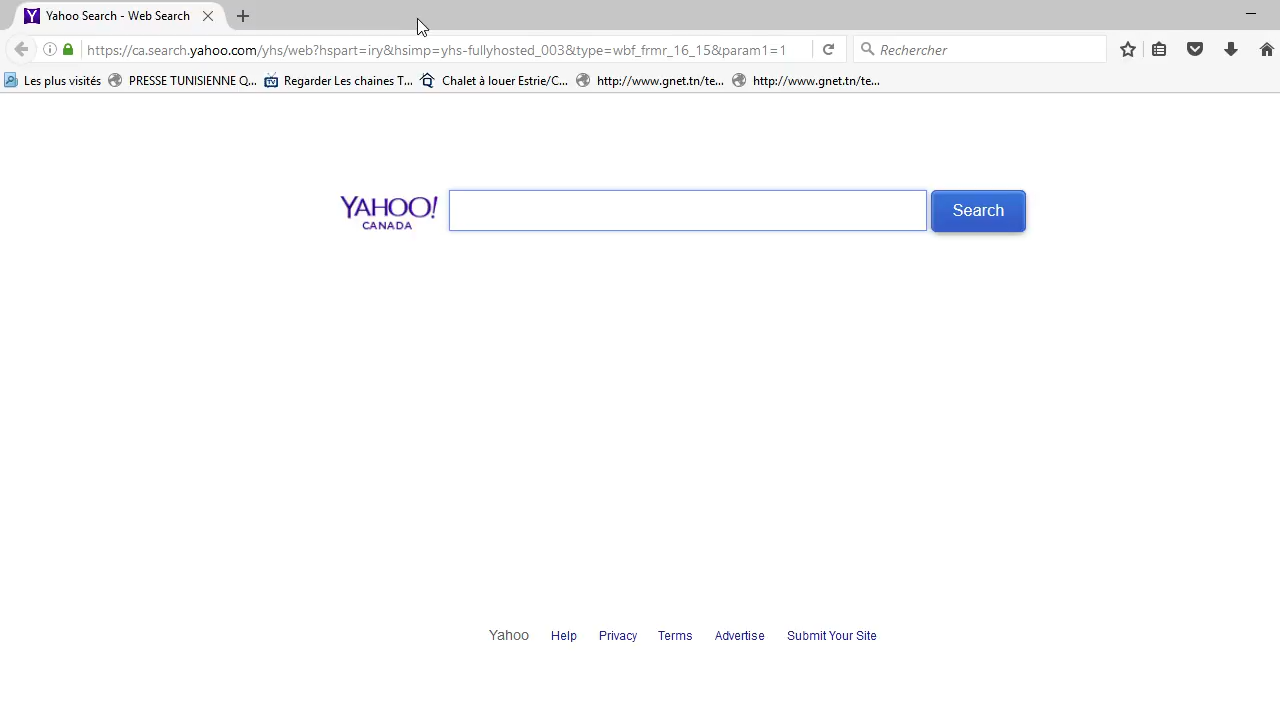 Yahoo Search - Web Search
https://ca.search.yahoo.com/yhs/web?hspart=iry&hsimp=yhs-fullyhosted_003&type=wbf_frmr_16_15&param1=1 Rechercher
Les plus visités PRESSE TUNISIENNE Q... Regarder Les chaines T... Chalet à louer Estrie/C... http://www.gnet.tn/te... http://www.gnet.tn/te...
YAHOO! Search
CANADA
Yahoo Help Privacy Terms Advertise Submit Your Site